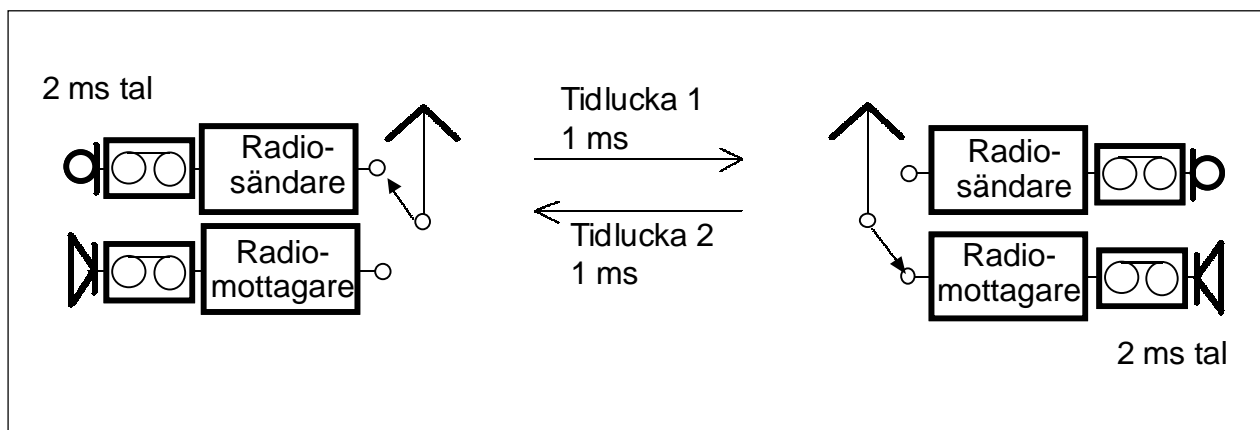 2 ms tal
Radio-
sändare
Radio-
mottagare
Tidlucka 1
1 ms
Tidlucka 2
1 ms
Radio-
sändare
Radio-
mottagare
2 ms tal